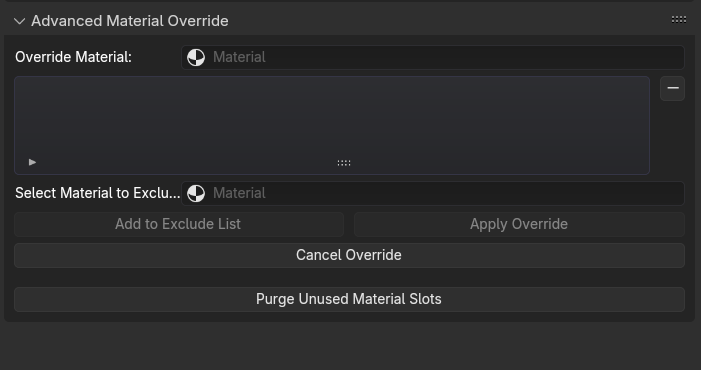 Advanced Material Override
Override Material: Material
Select Material to Exclu... Material
Add to Exclude List Apply Override
Cancel Override
Purge Unused Material Slots